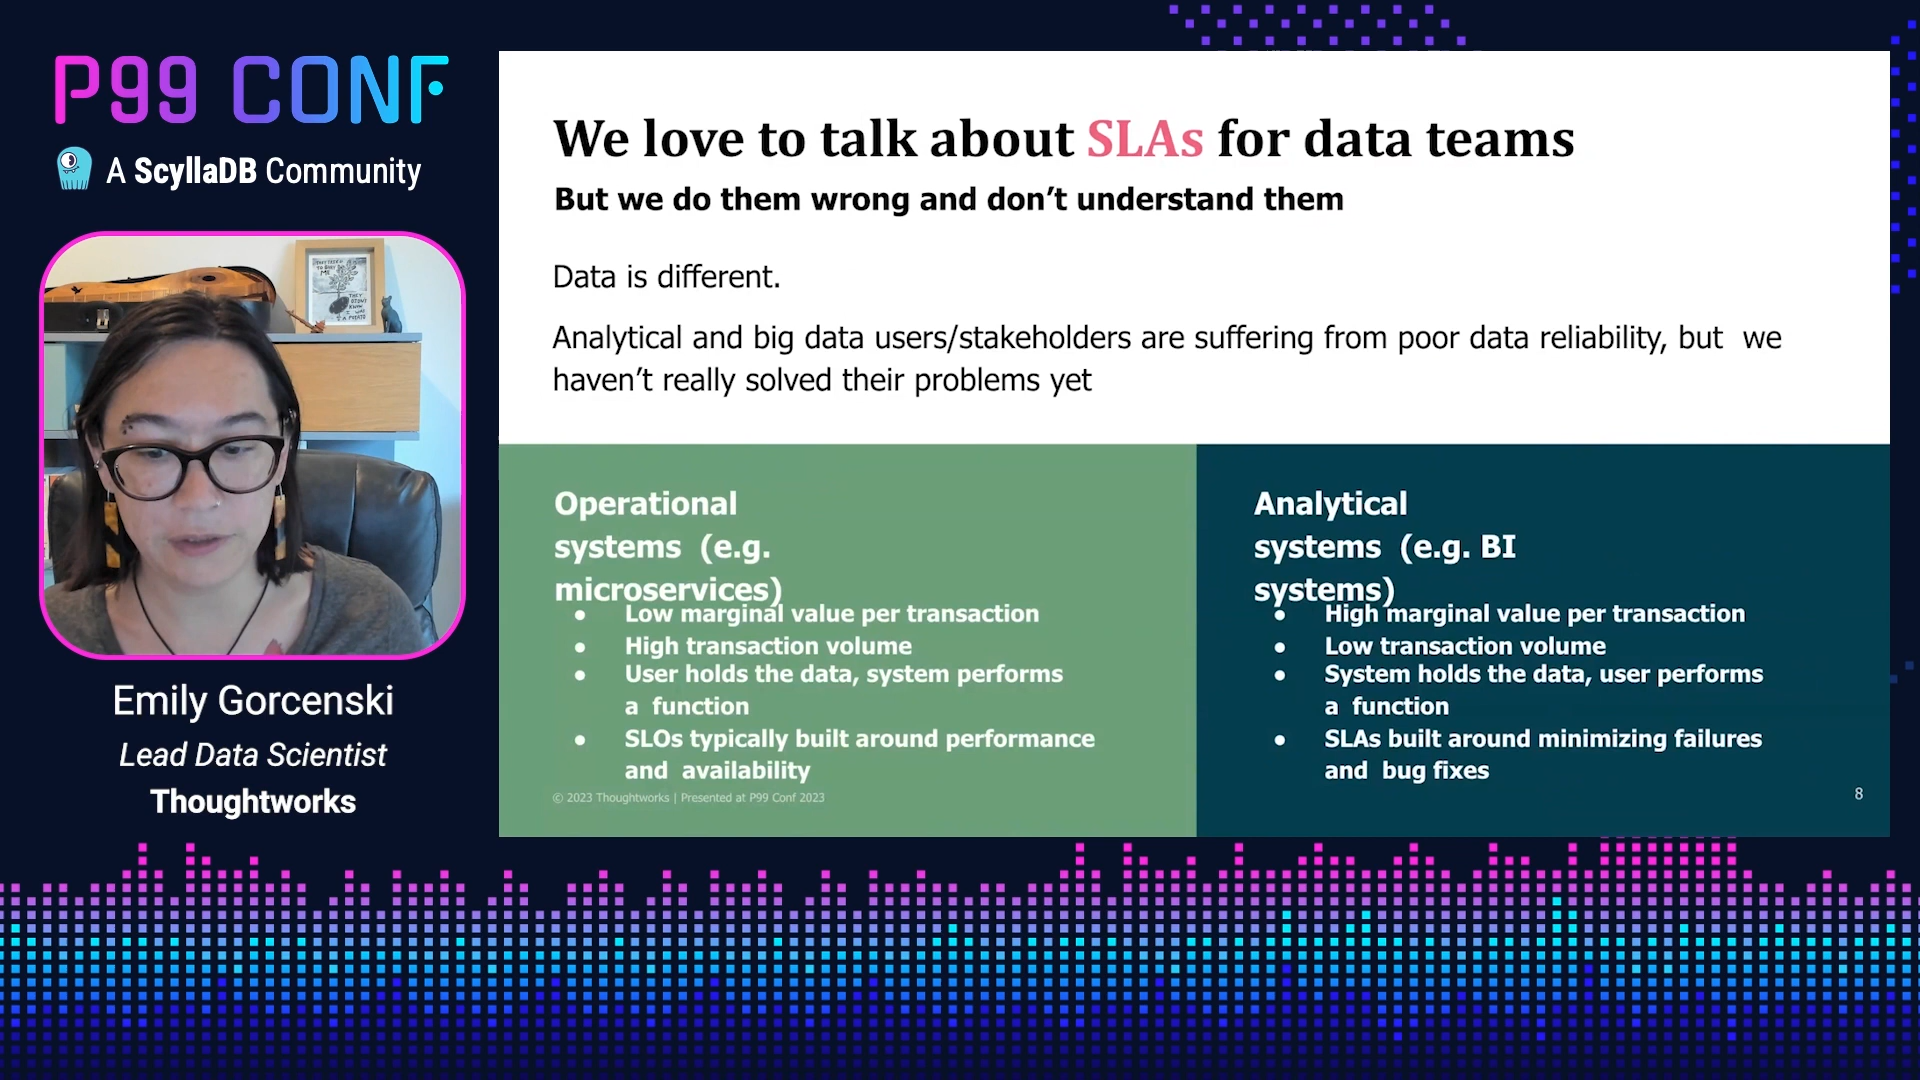 P99 CONF
A ScyllaDB Community
THEY
I WAS
A POTATO
Emily Gorcenski
Lead Data Scientist
Thoughtworks
We love to talk about SLAs for data teams
But we do them wrong and don’t understand them
Data is different.
Analytical and big data users/stakeholders are suffering from poor data reliability, but we
haven’t really solved their problems yet
Operational
systems (e.g.
microservices)
● Low marginal value per transaction
● High transaction volume
● User holds the data, system performs
a function
● SLOs typically built around performance
and availability
© 2023 Thoughtworks | Presented at P99 Conf 2023
Analytical
systems (e.g. BI
systems)
● High marginal value per transaction
● Low transaction volume
● System holds the data, user performs
a function
● SLAs built around minimizing failures
and bug fixes
8